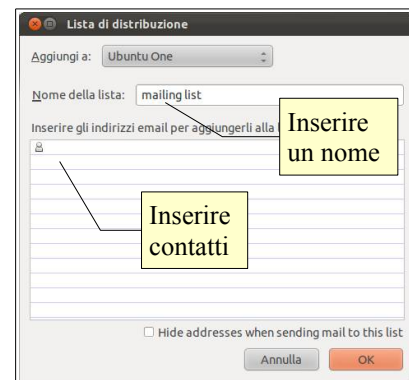 Lista di distribuzione
Aggiungi a: Ubuntu One
Nome della lista: mailing list
Inserire gli indirizzi email per aggiungerli alla
Inserire
un nome
Inserire
contatti
Hide addresses when sending mail to this list
Annulla OK